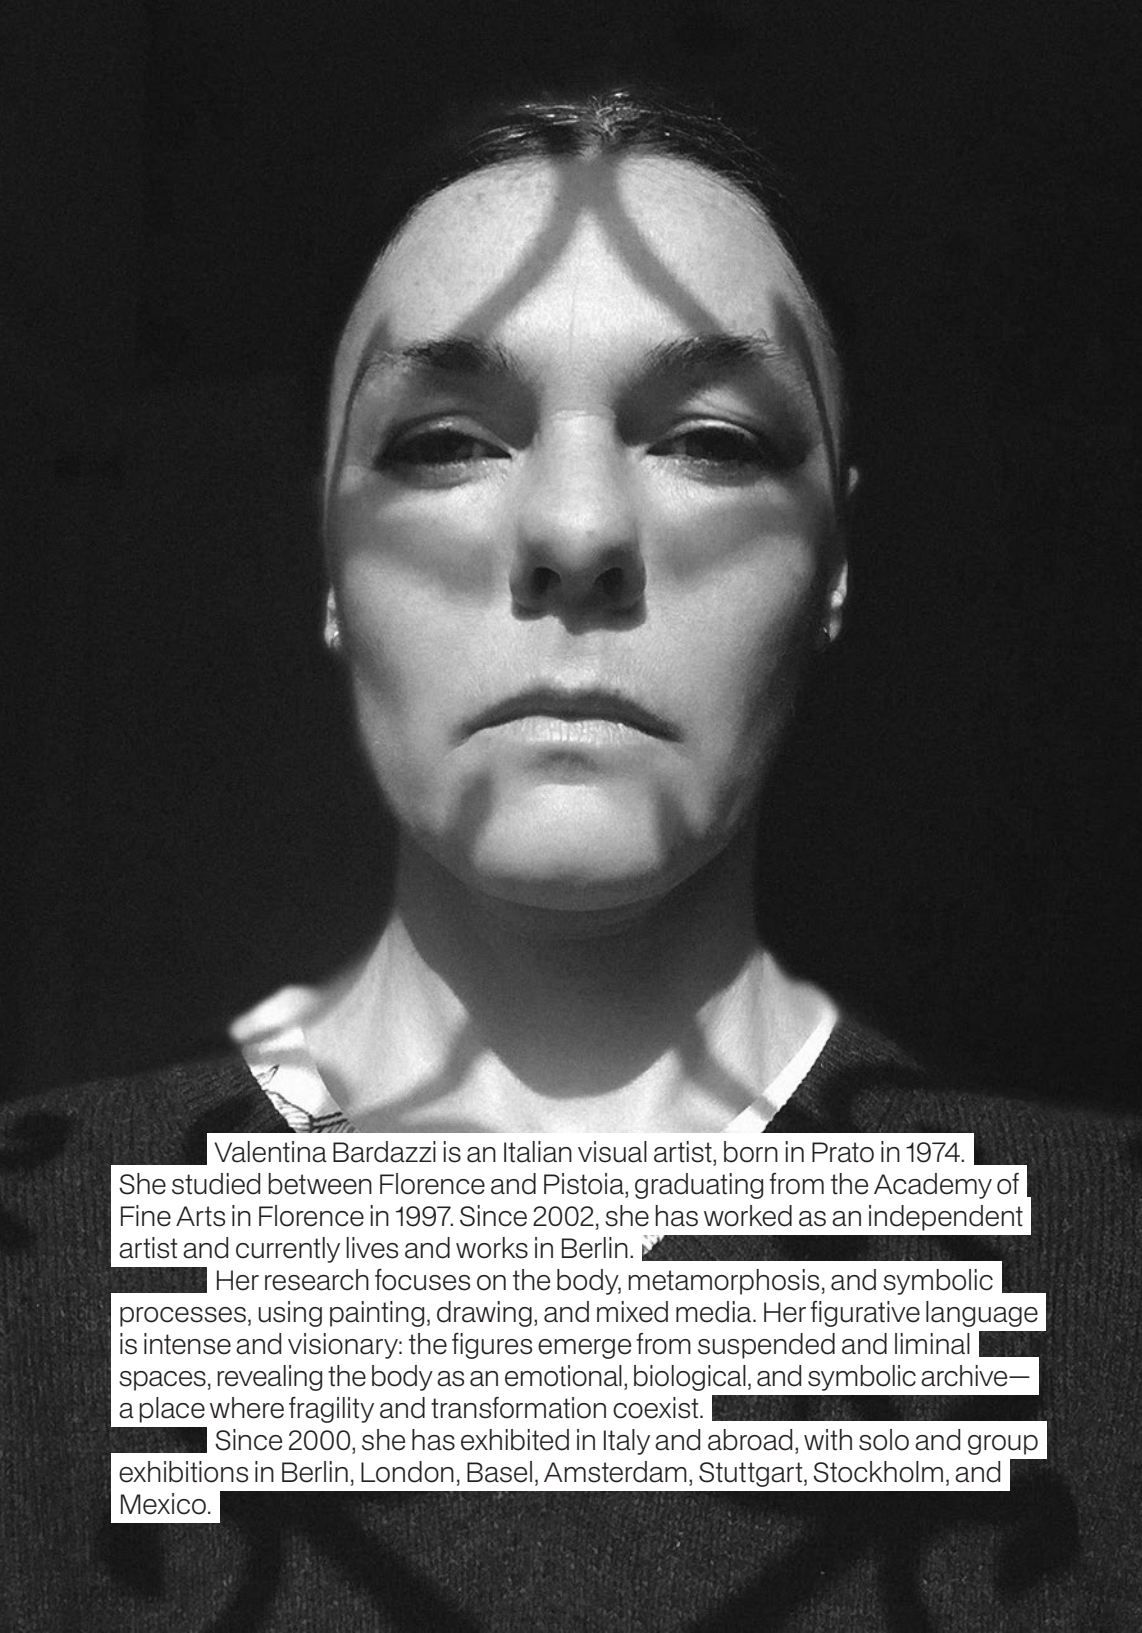 Valentina Bardazzi is an Italian visual artist, born in Prato in 1974.
She studied between Florence and Pistoia, graduating from the Academy of
Fine Arts in Florence in 1997. Since 2002, she has worked as an independent
artist and currently lives and works in Berlin.
Her research focuses on the body, metamorphosis, and symbolic
processes, using painting, drawing, and mixed media. Her figurative language
is intense and visionary: the figures emerge from suspended and liminal
spaces, revealing the body as an emotional, biological, and symbolic archive—
a place where fragility and transformation coexist.
Since 2000, she has exhibited in Italy and abroad, with solo and group
exhibitions in Berlin, London, Basel, Amsterdam, Stuttgart, Stockholm, and
Mexico.